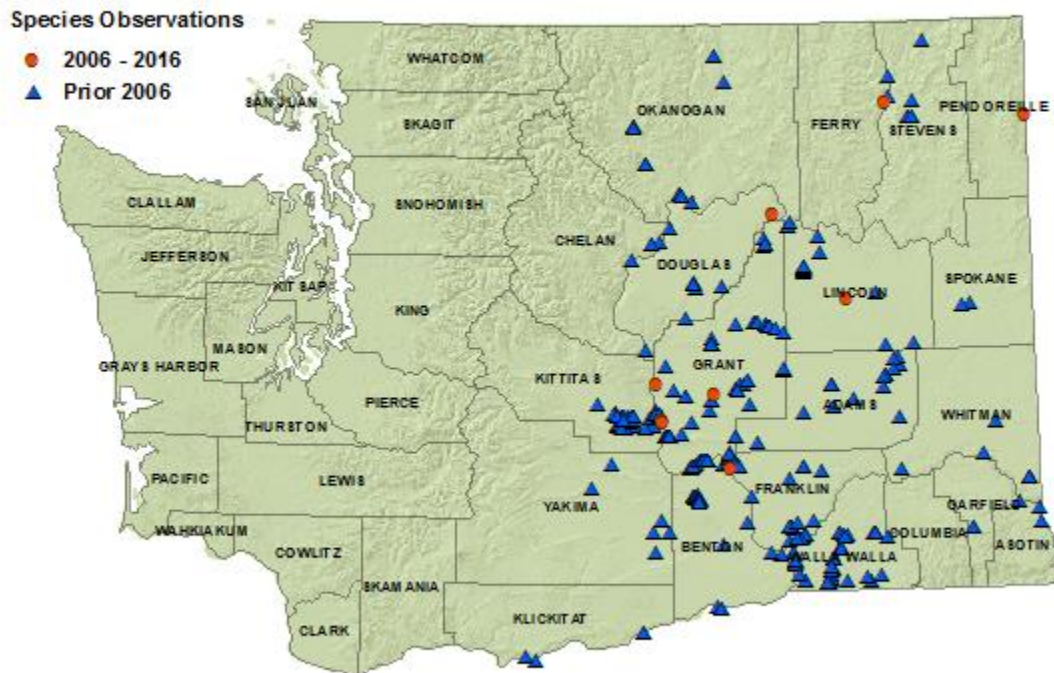 Species Observations
2006 - 2016
Prior 2006
WHATCOM
SAN JUAN
OKANOGAN
PEND OREILLE
SKAGIT
FERRY
STEVENS
CLALLAM
SNOHOMISH
CHELAN
JEFFERSON
DOUGLAS
SPOKANE
KITSAP
LINCOLN
KING
MASON
GRAYS HARBOR
GRANT
KITTITAS
PIERCE
ADAMS
WHITMAN
THURSTON
PACIFIC
LEWIS
FRANKLIN
YAKIMA
GARFIELD
WAHKIAKUM
COLUMBIA
BENTON
ASOTIN
COWLITZ
WALLA WALLA
SKAMANIA
KLICKITAT
CLARK